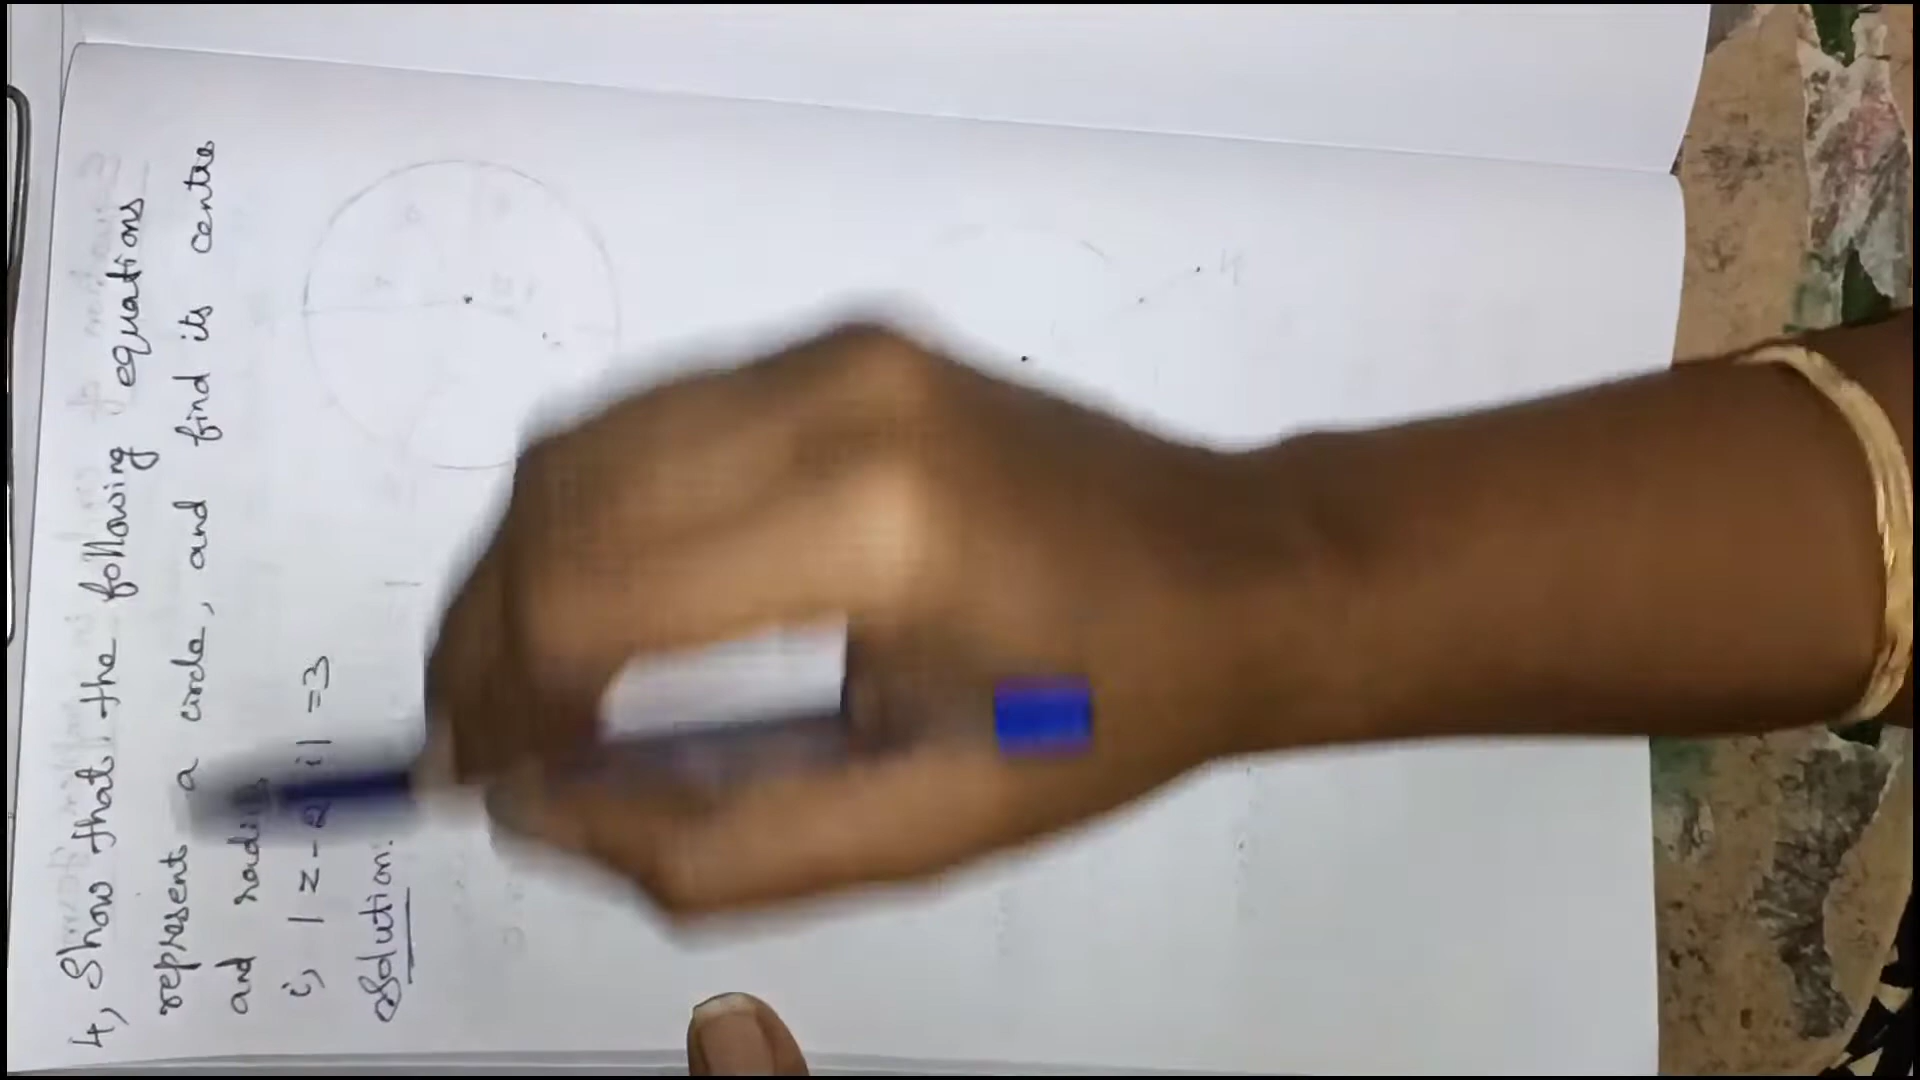 4, Show that the following equations
represent a circle, and find its centre
and radius
i, |z-2 i| =3
Solution: